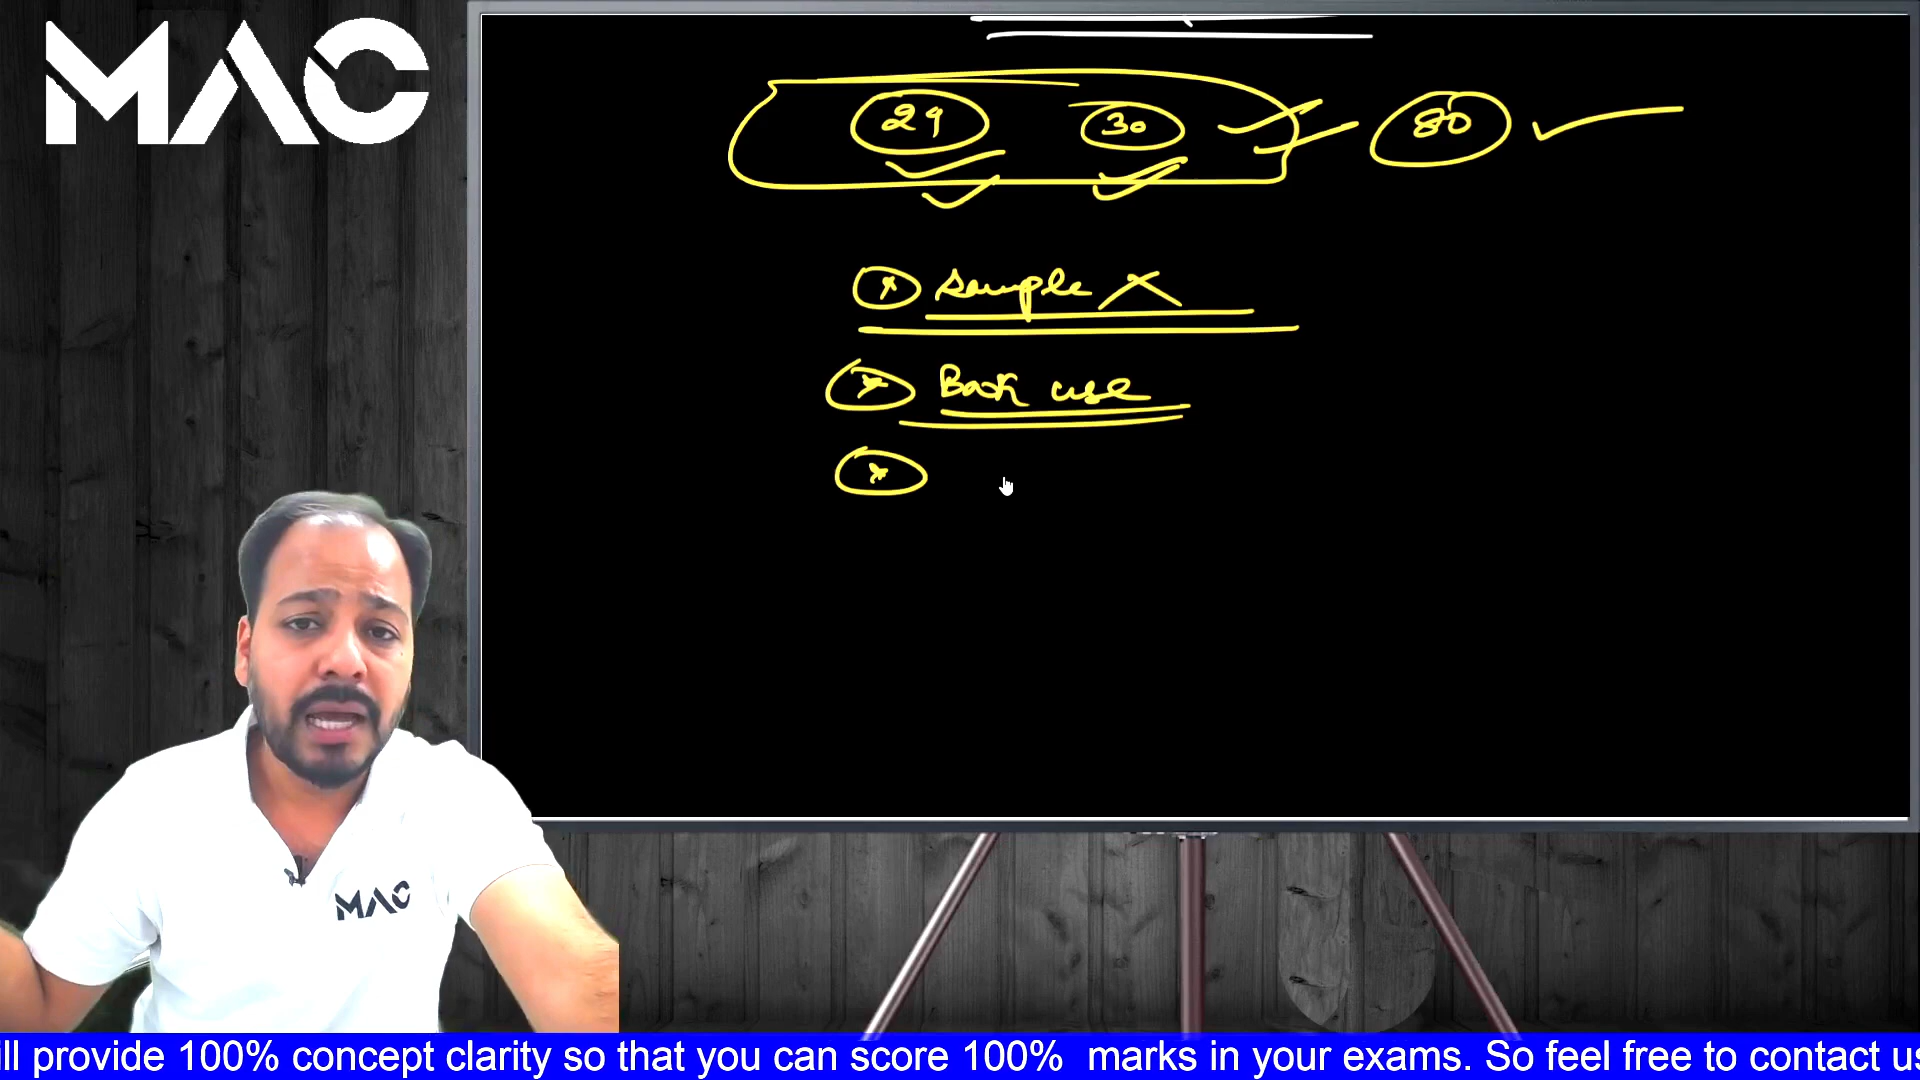 MAC
29 30 80
Sample
use
MAC
ll provide 100% concept clarity so that you can score 100% marks in your exams. So feel free to contact us